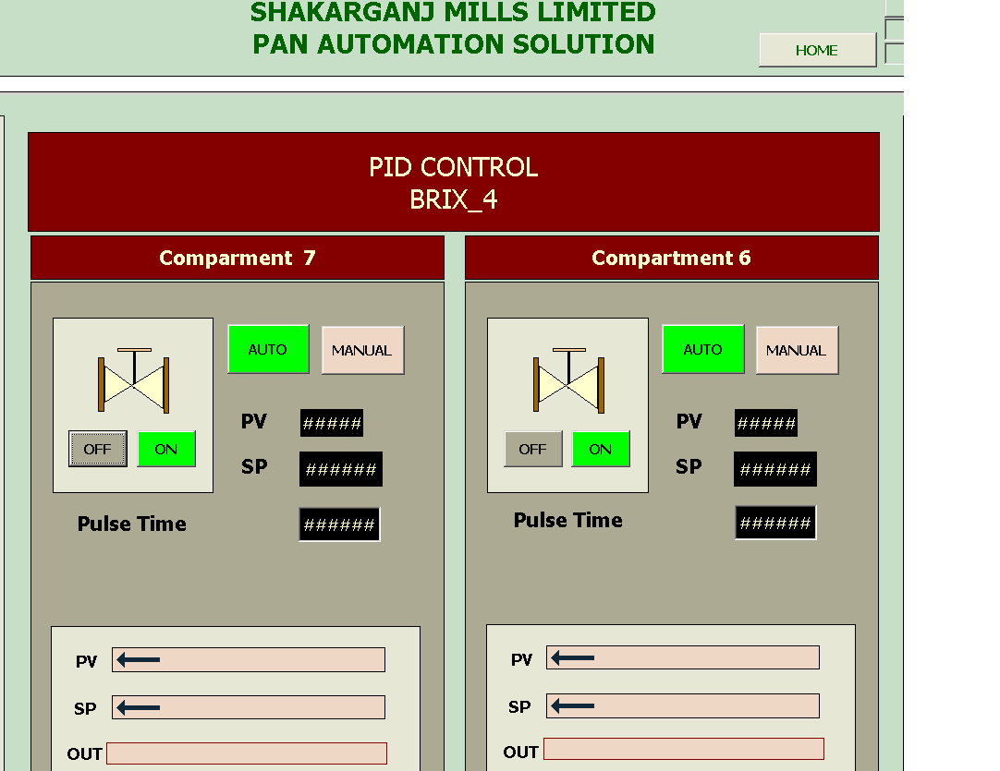 SHAKARGANJ MILLS LIMITED
PAN AUTOMATION SOLUTION
HOME
PID CONTROL
BRIX_4
Comparment 7
AUTO
MANUAL
OFF
ON
PV
#####
SP
######
Pulse Time
######
PV
SP
OUT
Compartment 6
AUTO
MANUAL
OFF
ON
PV
#####
SP
######
Pulse Time
######
PV
SP
OUT